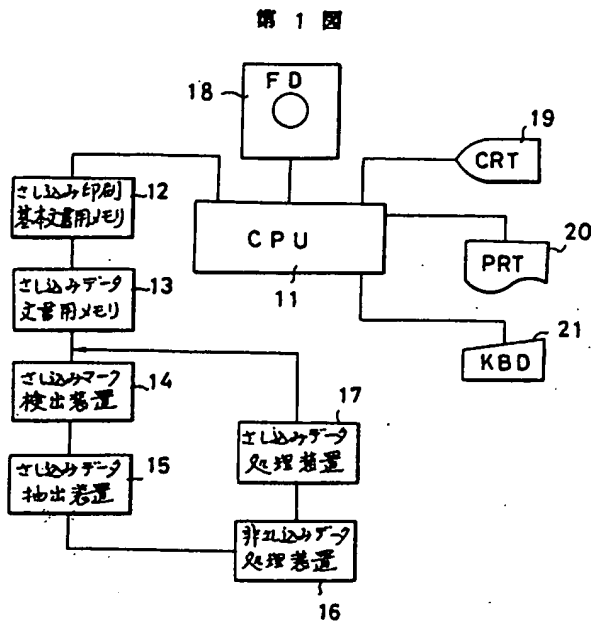 第1図
FD
18
19
CRT
さし込み印刷
基本文書用メモリ
12
CPU
11
20
PRT
さし込みデータ
文書用メモリ
13
21
KBD
さし込みマーク
検出装置
14
17
さし込みデータ
処理装置
さし込みデータ
抽出装置
15
非さし込みデータ
処理装置
16